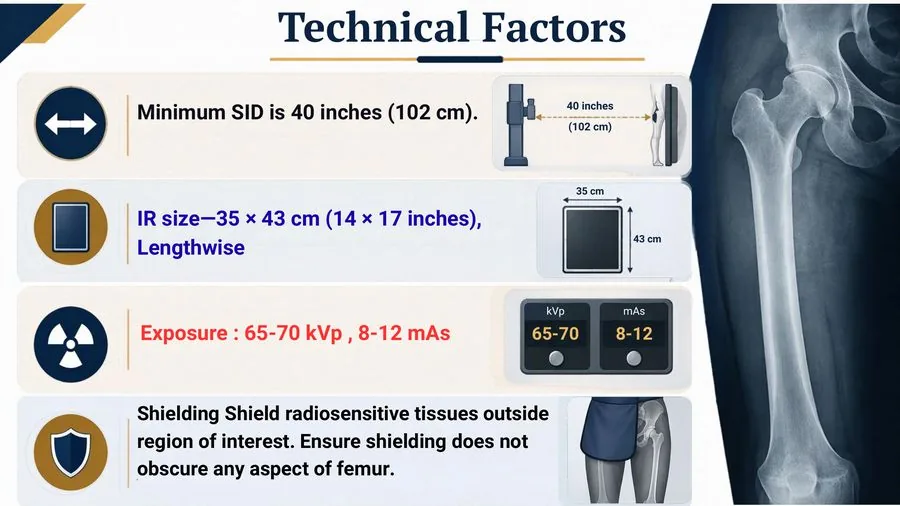 Technical Factors
Minimum SID is 40 inches (102 cm).
40 inches
(102 cm)
IR size—35 × 43 cm (14 × 17 inches),
Lengthwise
35 cm
43 cm
Exposure : 65-70 kVp , 8-12 mAs
kVp
65-70
mAs
8-12
Shielding Shield radiosensitive tissues outside
region of interest. Ensure shielding does not
obscure any aspect of femur.